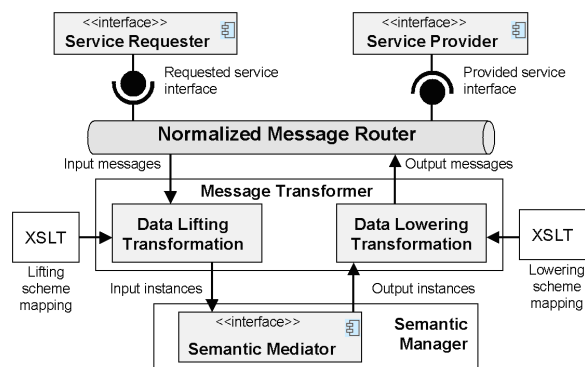 <<interface>>
Service Requester
<<interface>>
Service Provider
Requested service
interface
Provided service
interface
Normalized Message Router
Input messages
Output messages
Message Transformer
XSLT
Data Lifting
Transformation
Data Lowering
Transformation
XSLT
Lifting
scheme
mapping
Lowering
scheme
mapping
Input instances
Output instances
<<interface>>
Semantic Mediator
Semantic
Manager